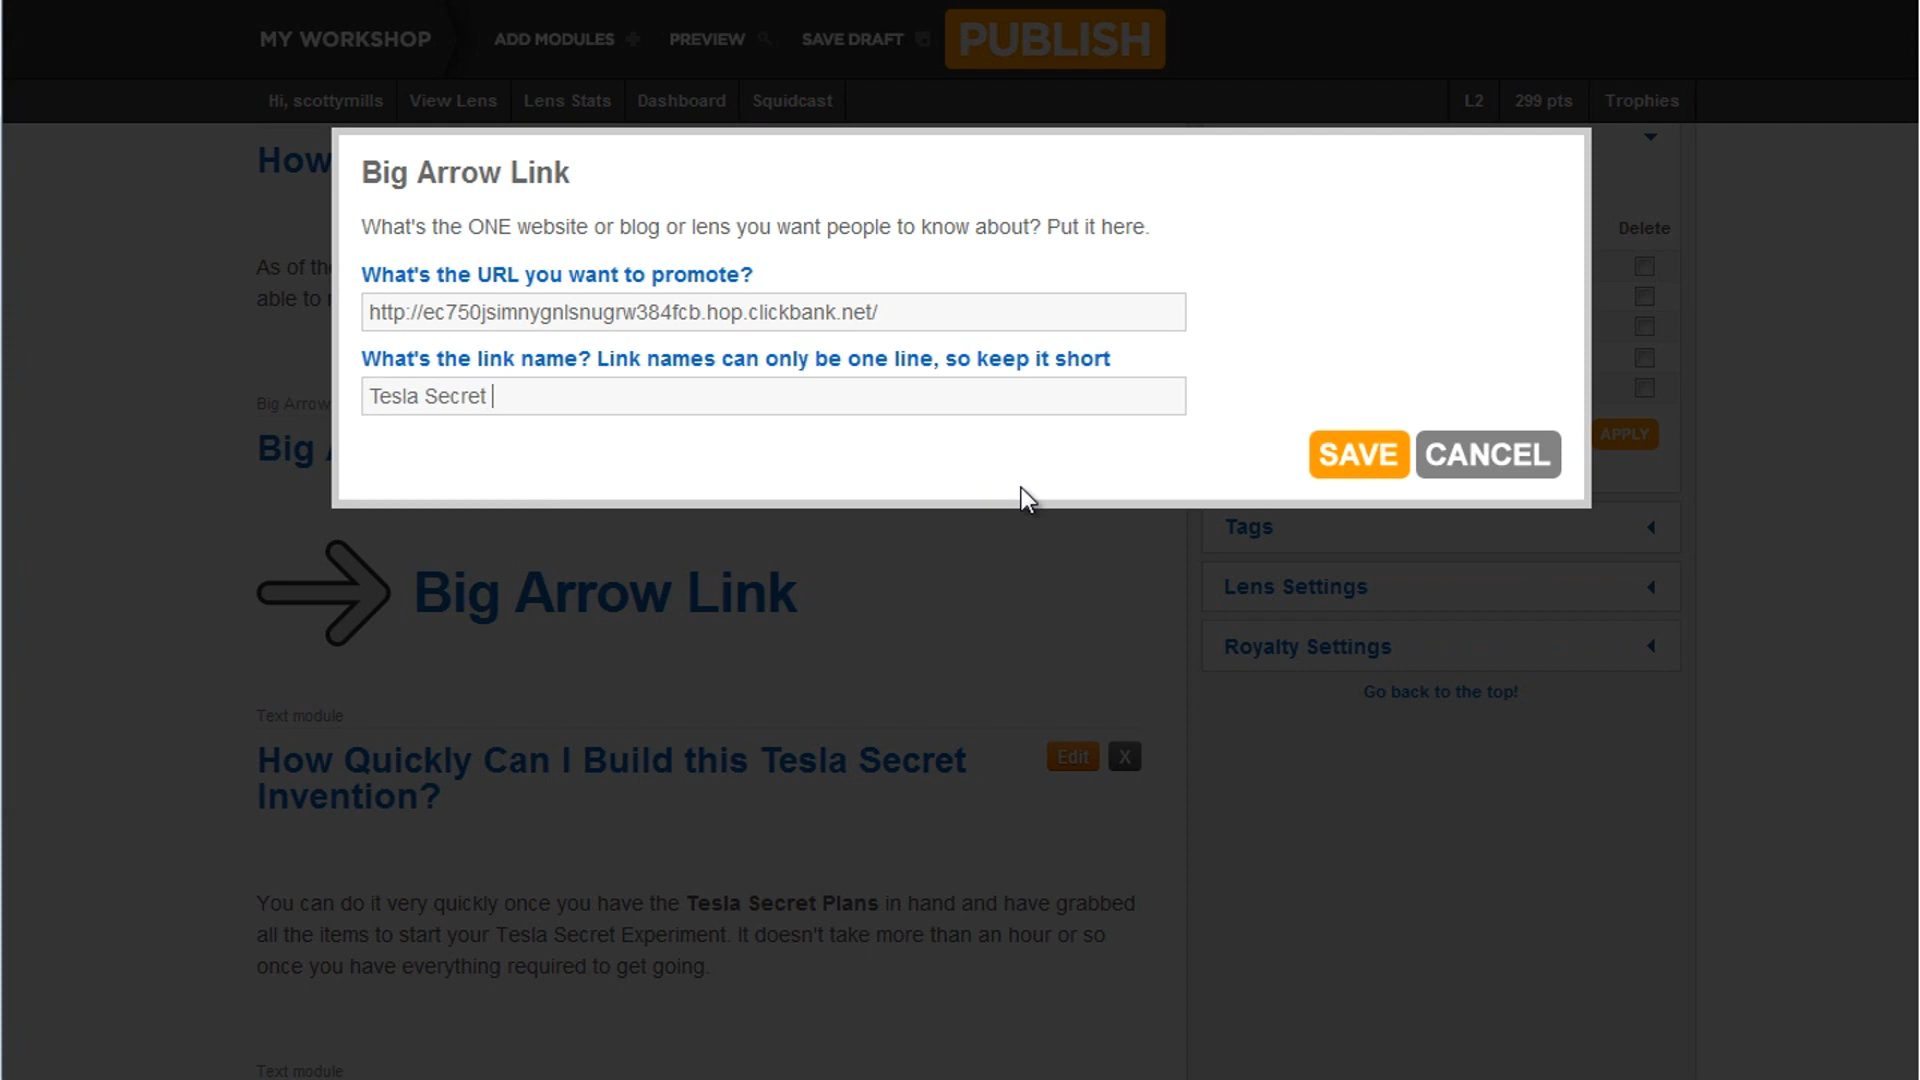 MY WORKSHOP
ADD MODULES
PREVIEW
SAVE DRAFT
PUBLISH
Hi, scottymills
View Lens
Lens Stats
Dashboard
Squidcast
L2
299 pts
Trophies
How
Big Arrow Link
What's the ONE website or blog or lens you want people to know about? Put it here.
Delete
As of the
able to
What's the URL you want to promote?
http://ec750jsimnygnlsnugrw384fcb.hop.clickbank.net/
What's the link name? Link names can only be one line, so keep it short
Tesla Secret
Big Arrow
Big
APPLY
SAVE
CANCEL
Tags
Big Arrow Link
Lens Settings
Royalty Settings
Go back to the top!
Text module
How Quickly Can I Build this Tesla Secret
Invention?
Edit
X
You can do it very quickly once you have the Tesla Secret Plans in hand and have grabbed
all the items to start your Tesla Secret Experiment. It doesn't take more than an hour or so
once you have everything required to get going.
Text module